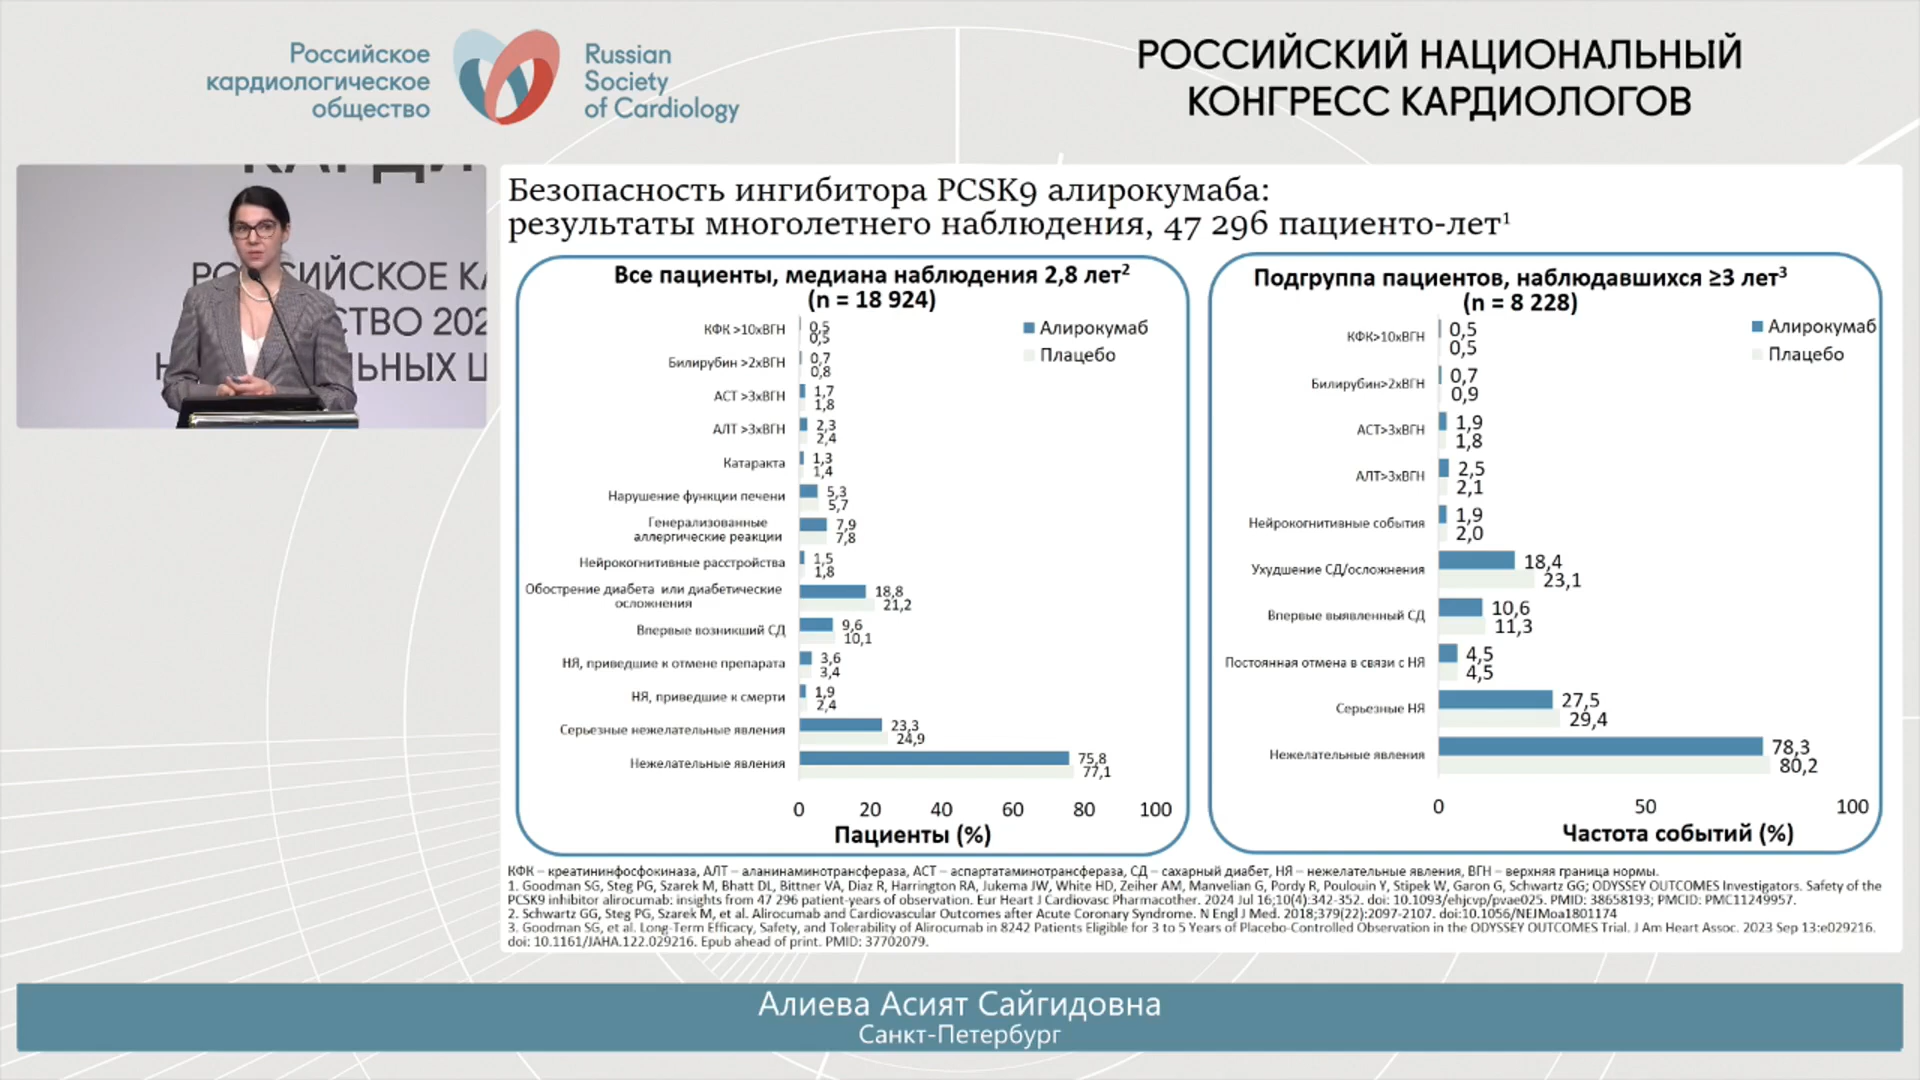 Российское
кардиологическое
общество
Russian
Society
of Cardiology
РОССИЙСКИЙ НАЦИОНАЛЬНЫЙ
КОНГРЕСС КАРДИОЛОГОВ
Безопасность ингибитора PCSK9 алирокумаба:
результаты многолетнего наблюдения, 47 296 пациенто-лет¹
Все пациенты, медиана наблюдения 2,8 лет²
(n = 18 924)
Алирокумаб
Плацебо
КФК >10xВГН 0,5 0,5
Билирубин >2xВГН 0,7 0,8
АСТ >3xВГН 1,7 1,8
АЛТ >3xВГН 2,3 2,4
Катаракта 1,3 1,4
Нарушение функции печени 5,3 5,7
Генерализованные
аллергические реакции 7,9 7,8
Нейрокогнитивные расстройства 1,5 1,8
Обострение диабета или диабетические
осложнения 18,8 21,2
Впервые возникший СД 9,6 10,1
НЯ, приведшие к отмене препарата 3,6 3,4
НЯ, приведшие к смерти 1,9 2,4
Серьезные нежелательные явления 23,3 24,9
Нежелательные явления 75,8 77,1
0 20 40 60 80 100
Пациенты (%)
Подгруппа пациентов, наблюдавшихся ≥3 лет³
(n = 8 228)
Алирокумаб
Плацебо
КФК>10xВГН 0,5 0,5
Билирубин>2xВГН 0,7 0,9
АСТ>3xВГН 1,9 1,8
АЛТ>3xВГН 2,5 2,1
Нейрокогнитивные события 1,9 2,0
Ухудшение СД/осложнения 18,4 23,1
Впервые выявленный СД 10,6 11,3
Постоянная отмена в связи с НЯ 4,5 4,5
Серьезные НЯ 27,5 29,4
Нежелательные явления 78,3 80,2
0 50 100
Частота событий (%)
КФК – креатининфосфокиназа, АЛТ – аланинаминотрансфераза, АСТ – аспартатаминотрансфераза, СД – сахарный диабет, НЯ – нежелательные явления, ВГН – верхняя граница нормы.
1. Goodman SG, Steg PG, Szarek M, Bhatt DL, Bittner VA, Diaz R, Harrington RA, Jukema JW, White HD, Zeiher AM, Manvelian G, Pordy R, Poulouin Y, Stipek W, Garon G, Schwartz GG; ODYSSEY OUTCOMES Investigators. Safety of the
PCSK9 inhibitor alirocumab: insights from 47 296 patient-years of observation. Eur Heart J Cardiovasc Pharmacother. 2024 Jul 16;10(4):342-352. doi: 10.1093/ehjcvp/pvae025. PMID: 38658193; PMCID: PMC11249957.
2. Schwartz GG, Steg PG, Szarek M, et al. Alirocumab and Cardiovascular Outcomes after Acute Coronary Syndrome. N Engl J Med. 2018;379(22):2097-2107. doi:10.1056/NEJMoa1801174
3. Goodman SG, et al. Long-Term Efficacy, Safety, and Tolerability of Alirocumab in 8242 Patients Eligible for 3 to 5 Years of Placebo-Controlled Observation in the ODYSSEY OUTCOMES Trial. J Am Heart Assoc. 2023 Sep 13:e029216.
doi: 10.1161/JAHA.122.029216. Epub ahead of print. PMID: 37702079.
Алиева Асият Сайгидовна
Санкт-Петербург